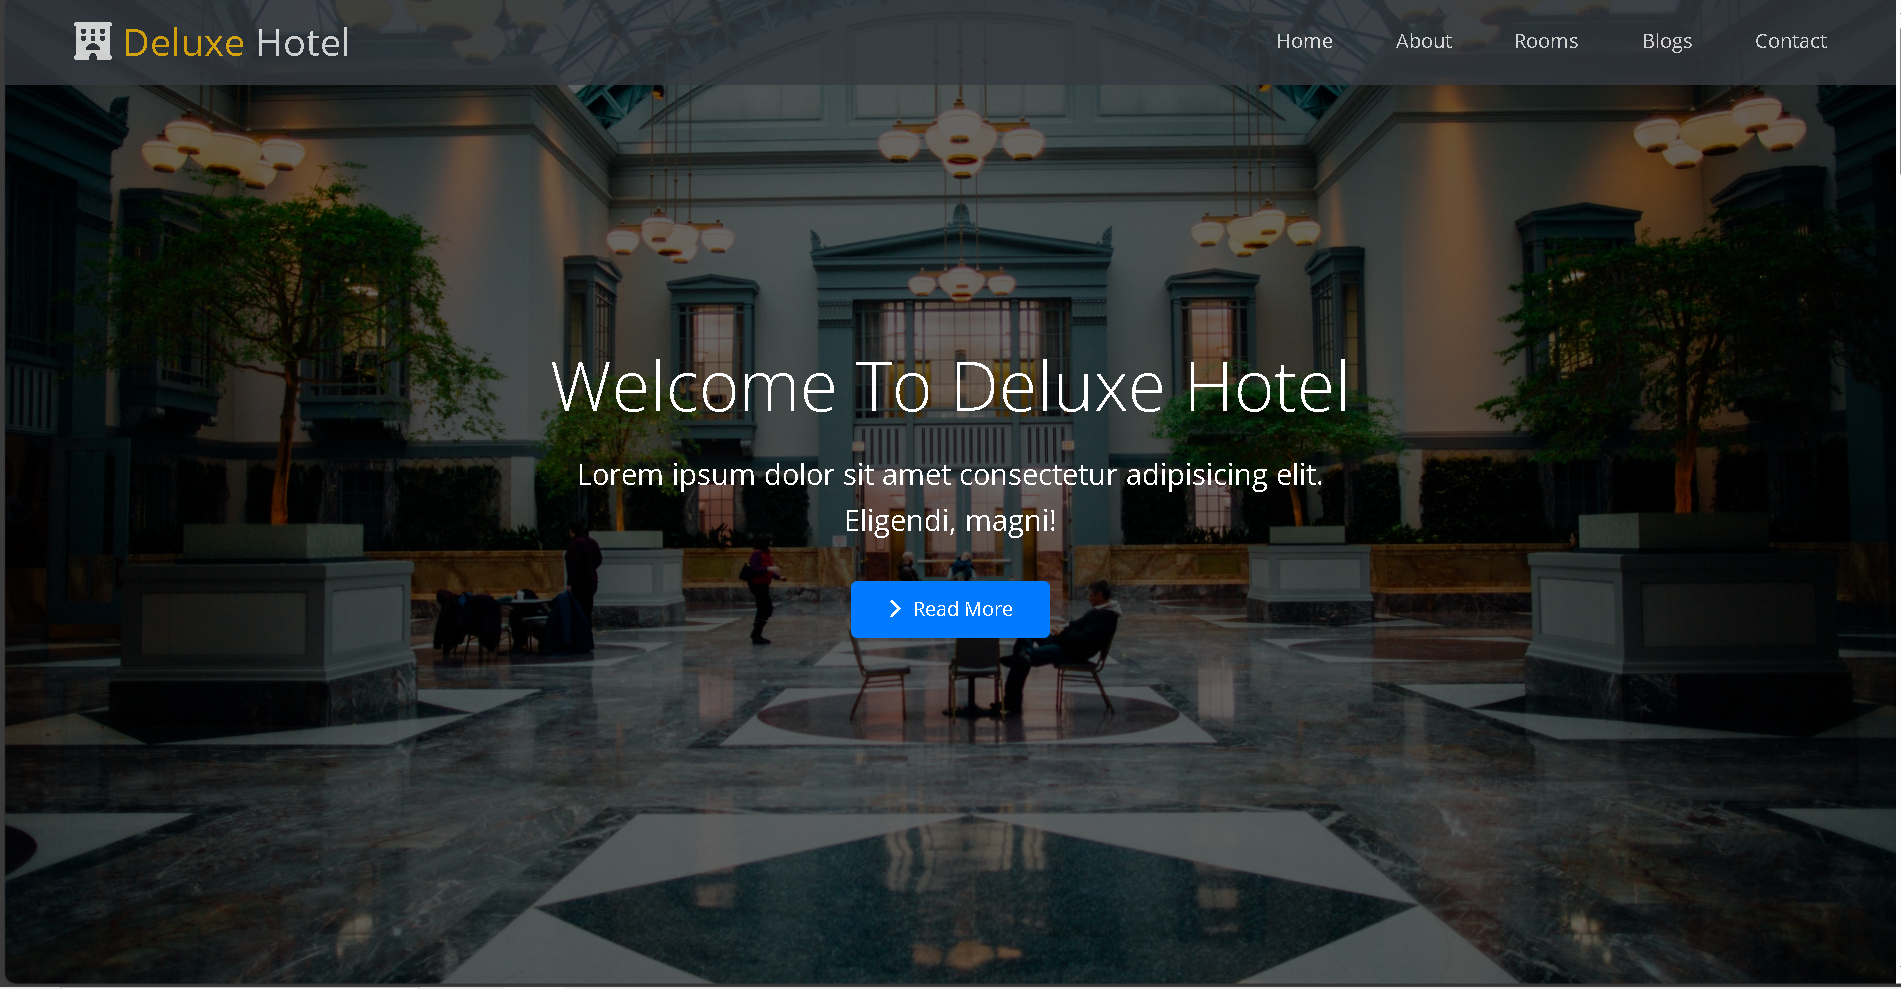 Deluxe Hotel
Home
About
Rooms
Blogs
Contact
Welcome To Deluxe Hotel
Lorem ipsum dolor sit amet consectetur adipisicing elit.
Eligendi, magni!
Read More